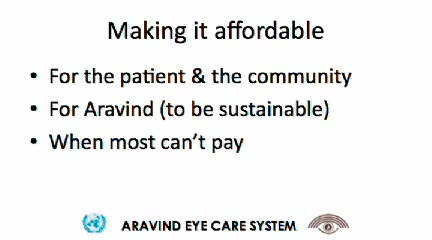 Making it affordable
• For the patient & the community
• For Aravind (to be sustainable)
• When most can't pay
ARAVIND EYE CARE SYSTEM